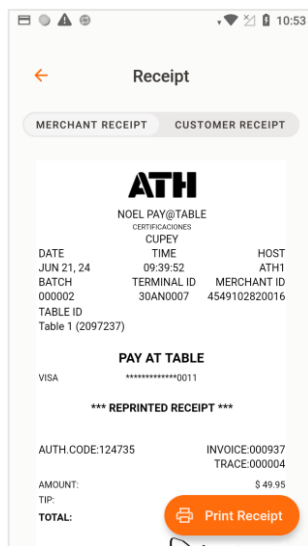 10:53
Receipt
MERCHANT RECEIPT CUSTOMER RECEIPT
ATH
NOEL PAY@TABLE
CERTIFICACIONES
CUPEY
DATE TIME HOST
JUN 21, 24 09:39:52 ATH1
BATCH TERMINAL ID MERCHANT ID
000002 30AN0007 4549102820016
TABLE ID
Table 1 (2097237)
PAY AT TABLE
VISA ************0011
*** REPRINTED RECEIPT ***
AUTH.CODE:124735 INVOICE:000937
TRACE:000004
AMOUNT: $ 49.95
TIP:
TOTAL:
Print Receipt